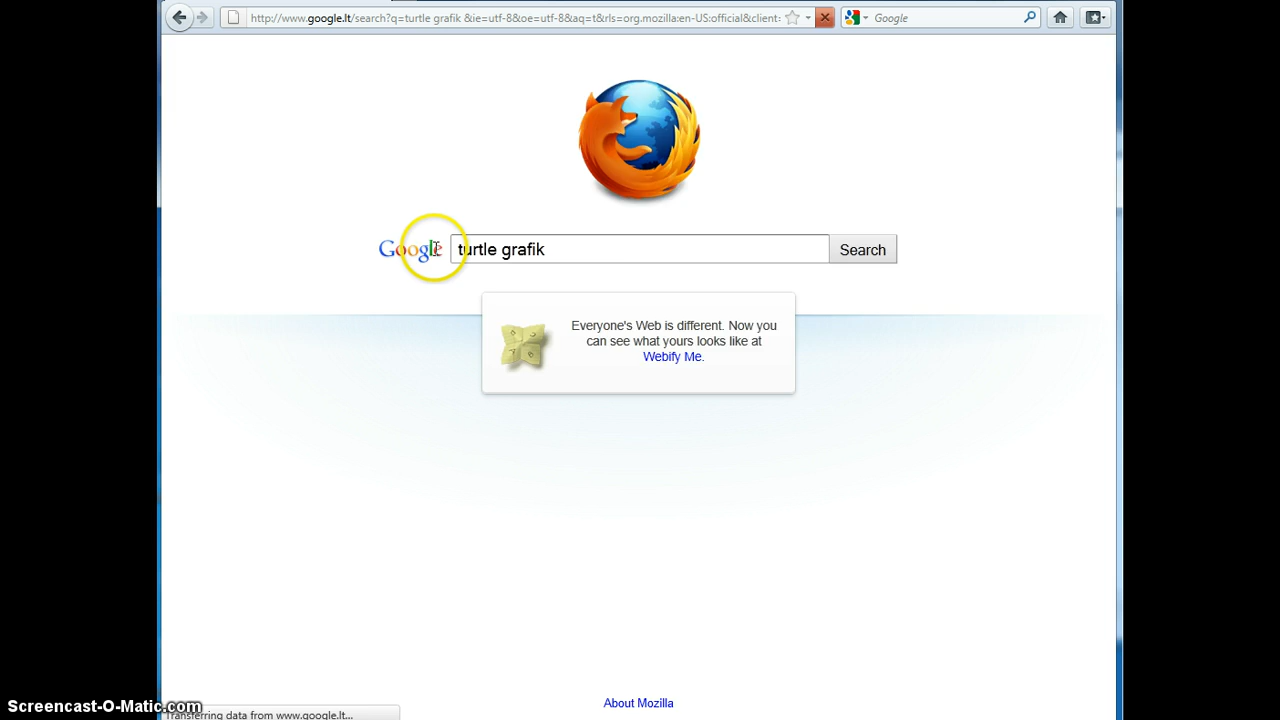 http://www.google.lt/search?q=turtle grafik &ie=utf-8&oe=utf-8&aq=t&rls=org.mozilla:en-US:official&client:
Google
Google
turtle grafik
Search
Everyone's Web is different. Now you
can see what yours looks like at
Webify Me.
About Mozilla
Screencast-O-Matic.com
Transferring data from www.google.lt...